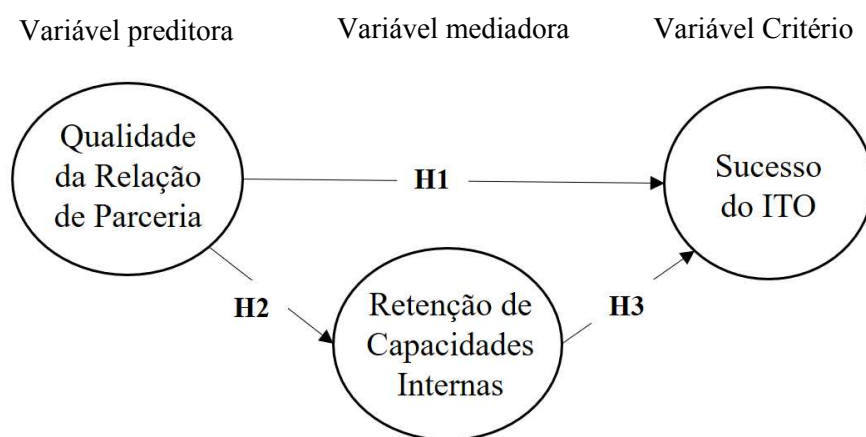 Variável preditora
Variável mediadora
Variável Critério
Qualidade
da Relação
de Parceria
H1
Sucesso
do ITO
H2
Retenção de
Capacidades
Internas
H3